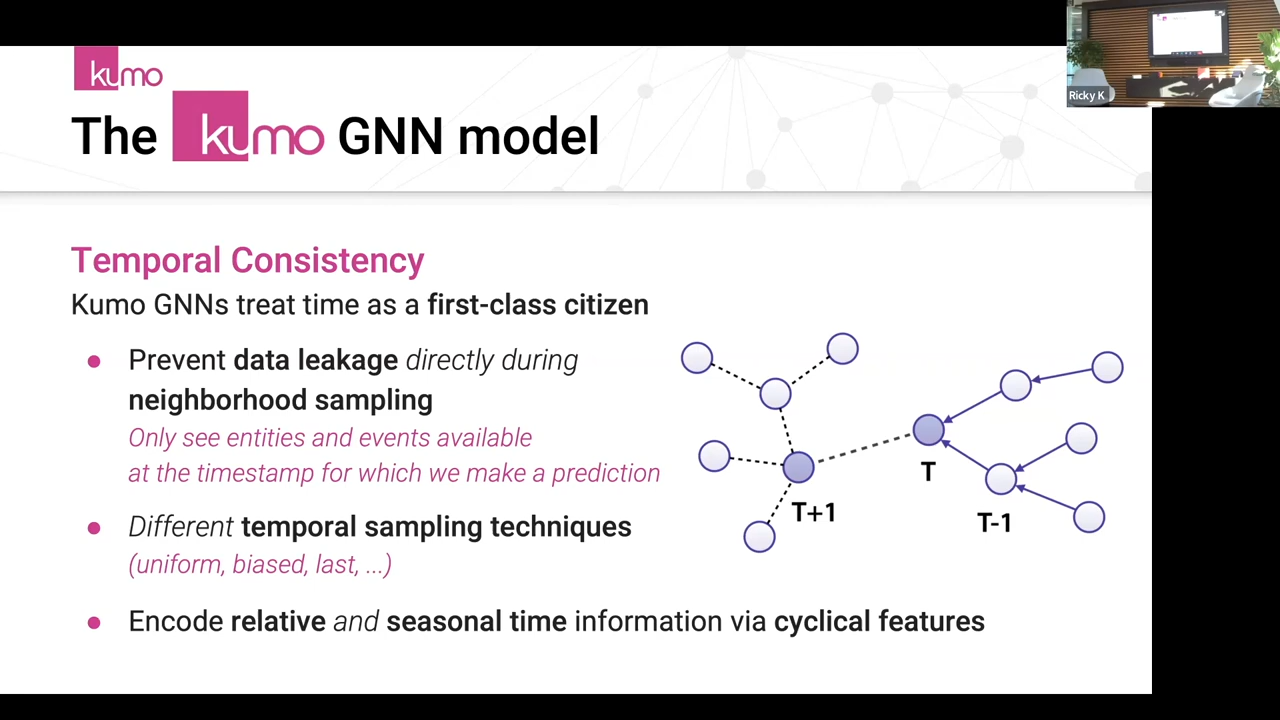 kumo
The kumo GNN model
Ricky K
Temporal Consistency
Kumo GNNs treat time as a first-class citizen
● Prevent data leakage directly during
neighborhood sampling
Only see entities and events available
at the timestamp for which we make a prediction
● Different temporal sampling techniques
(uniform, biased, last, ...)
● Encode relative and seasonal time information via cyclical features
T+1
T
T-1